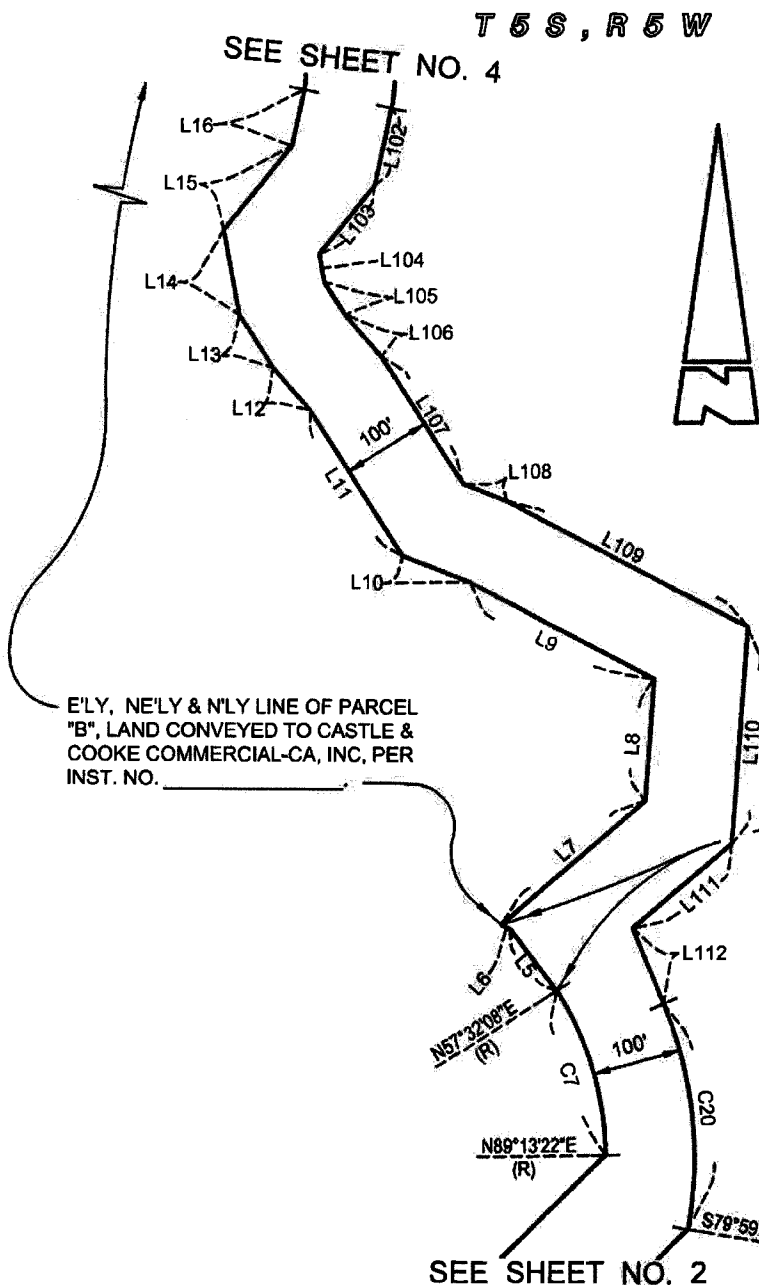 T 5 S , R 5 W
SEE SHEET NO. 4
L16
L102
L15
L103
L104
L14
L105
L106
L13
L12
L107
100'
L11
L108
N
L109
L10
L9
E'LY, NE'LY & N'LY LINE OF PARCEL
"B", LAND CONVEYED TO CASTLE &
COOKE COMMERCIAL-CA, INC, PER
INST. NO.
L8
L110
L7
L111
L112
L5
L6
N57°32'08"E
(R)
100'
C7
C20
N89°13'22"E
(R)
S79°59
SEE SHEET NO. 2